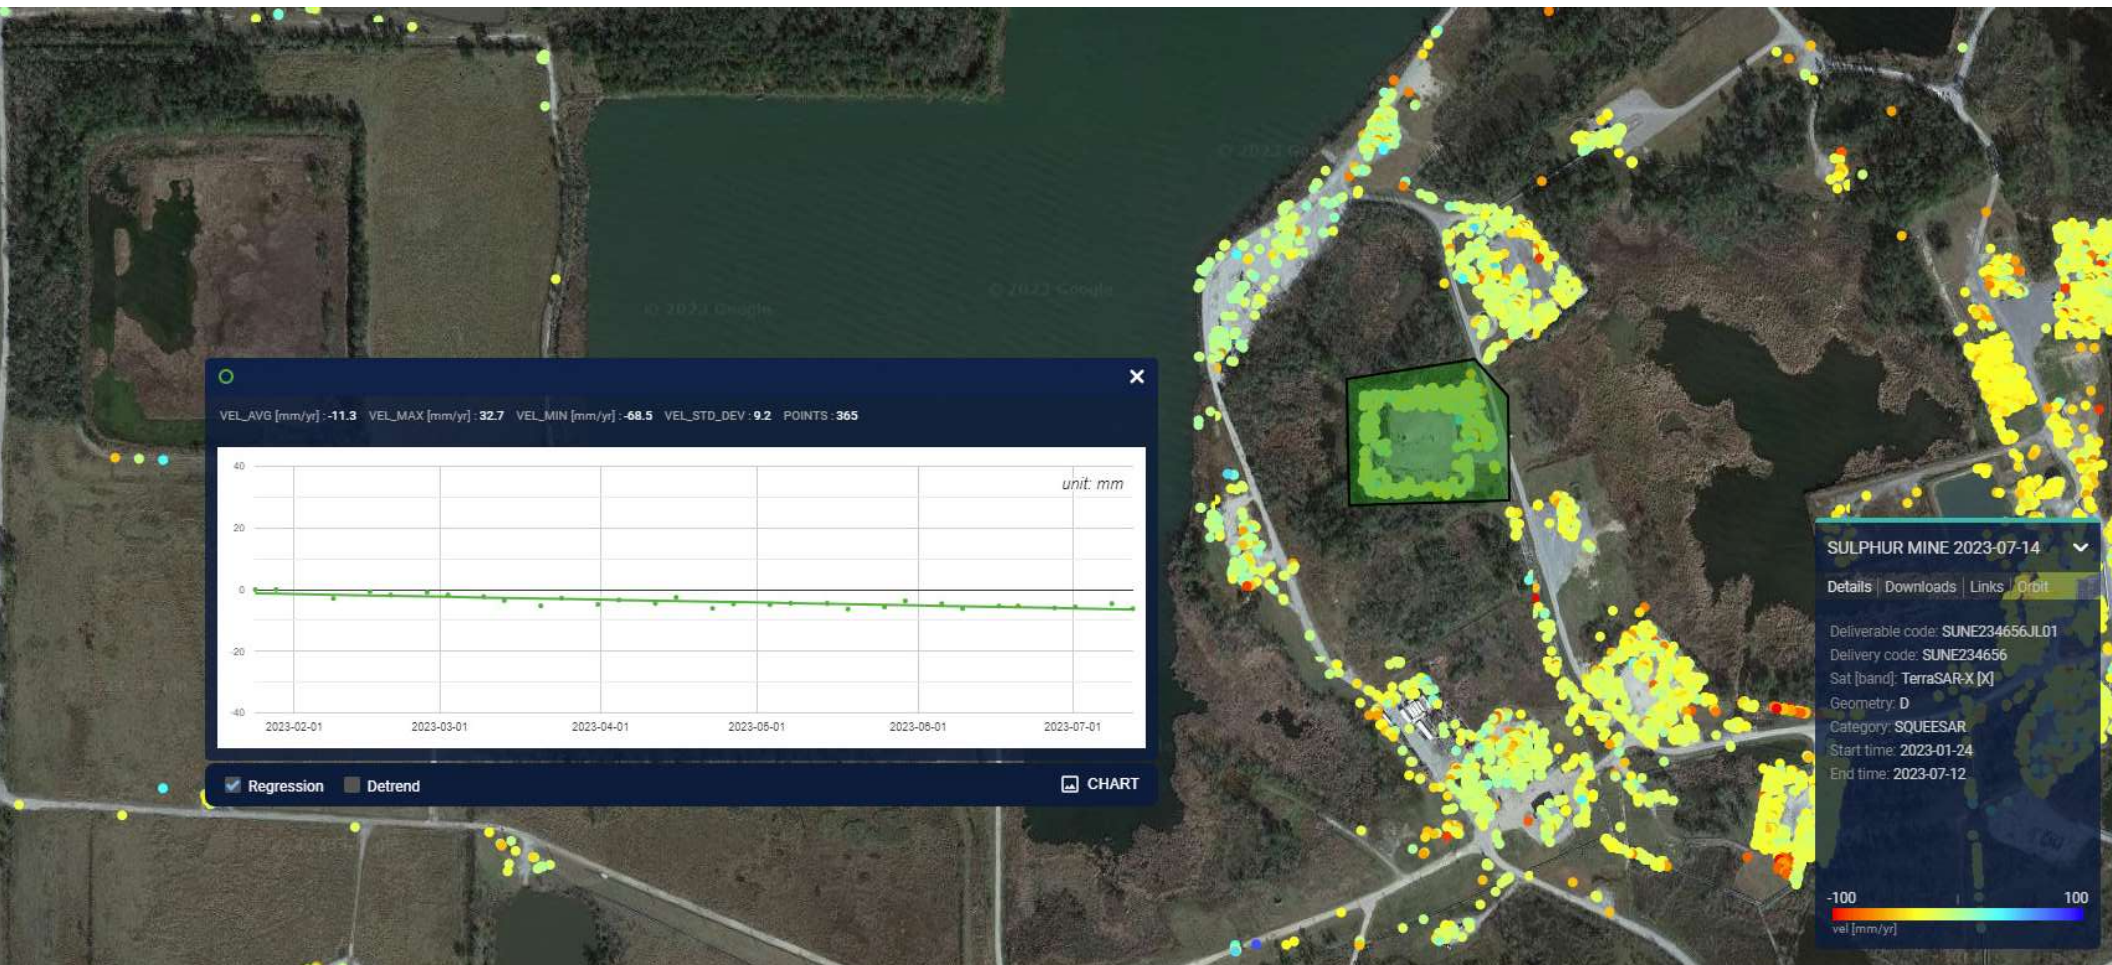 © 2023 Google
© 2023 Google
VEL_AVG [mm/yr] : -11.3 VEL_MAX [mm/yr] : 32.7 VEL_MIN [mm/yr] : -68.5 VEL_STD_DEV : 9.2 POINTS : 365
unit: mm
40
20
0
-20
-40
2023-02-01 2023-03-01 2023-04-01 2023-05-01 2023-06-01 2023-07-01
Regression Detrend CHART
SULPHUR MINE 2023-07-14
Details | Downloads | Links | Orbit
Deliverable code: SUNE234656JL01
Delivery code: SUNE234656
Sat [band]: TerraSAR-X [X]
Geometry: D
Category: SQUEESAR
Start time: 2023-01-24
End time: 2023-07-12
-100 100
vel [mm/yr]